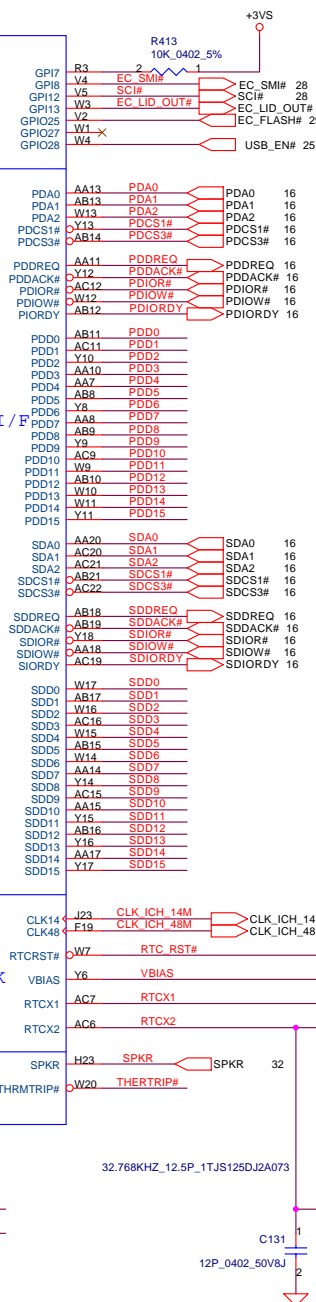 +3VS
R413
10K_0402_5%
GPI7 R3 2 1
GPI8 V4 EC_SMI# EC_SMI# 28
GPI12 V5 SCI# SCI# 28
GPI13 W3 EC_LID_OUT# EC_LID_OUT#
GPIO25 V2 EC_FLASH# 2
GPIO27 W1
GPIO28 W4 USB_EN# 25
PDA0 AA13 PDA0 PDA0 16
PDA1 AB13 PDA1 PDA1 16
PDA2 W13 PDA2 PDA2 16
PDCS1# Y13 PDCS1# PDCS1# 16
PDCS3# AB14 PDCS3# PDCS3# 16
PDDREQ AA11 PDDREQ PDDREQ 16
PDDACK# Y12 PDDACK# PDDACK# 16
PDIOR# AC12 PDIOR# PDIOR# 16
PDIOW# W12 PDIOW# PDIOW# 16
PIORDY AB12 PDIORDY PDIORDY 16
PDD0 AB11 PDD0
PDD1 AC11 PDD1
PDD2 Y10 PDD2
PDD3 AA10 PDD3
PDD4 AA7 PDD4
PDD5 AB8 PDD5
PDD6 Y8 PDD6
I/F PDD7 AA8 PDD7
PDD8 AB9 PDD8
PDD9 Y9 PDD9
PDD10 AC9 PDD10
PDD11 W9 PDD11
PDD12 AB10 PDD12
PDD13 W10 PDD13
PDD14 W11 PDD14
PDD15 Y11 PDD15
SDA0 AA20 SDA0 SDA0 16
SDA1 AC20 SDA1 SDA1 16
SDA2 AC21 SDA2 SDA2 16
SDCS1# AB21 SDCS1# SDCS1# 16
SDCS3# AC22 SDCS3# SDCS3# 16
SDDREQ AB18 SDDREQ SDDREQ 16
SDDACK# AB19 SDDACK# SDDACK# 16
SDIOR# Y18 SDIOR# SDIOR# 16
SDIOW# AA18 SDIOW# SDIOW# 16
SIORDY AC19 SDIORDY SDIORDY 16
SDD0 W17 SDD0
SDD1 AB17 SDD1
SDD2 W16 SDD2
SDD3 AC16 SDD3
SDD4 W15 SDD4
SDD5 AB15 SDD5
SDD6 W14 SDD6
SDD7 AA14 SDD7
SDD8 Y14 SDD8
SDD9 AC15 SDD9
SDD10 AA15 SDD10
SDD11 Y15 SDD11
SDD12 AB16 SDD12
SDD13 Y16 SDD13
SDD14 AA17 SDD14
SDD15 Y17 SDD15
CLK14 J23 CLK_ICH_14M CLK_ICH_14
CLK48 F19 CLK_ICH_48M CLK_ICH_48
RTCRST# W7 RTC_RST#
K VBIAS Y6 VBIAS
RTCX1 AC7 RTCX1
RTCX2 AC6 RTCX2
SPKR H23 SPKR SPKR 32
THRMTRIP# W20 THERTRIP#
32.768KHZ_12.5P_1TJS125DJ2A073
1
C131
12P_0402_50V8J
2